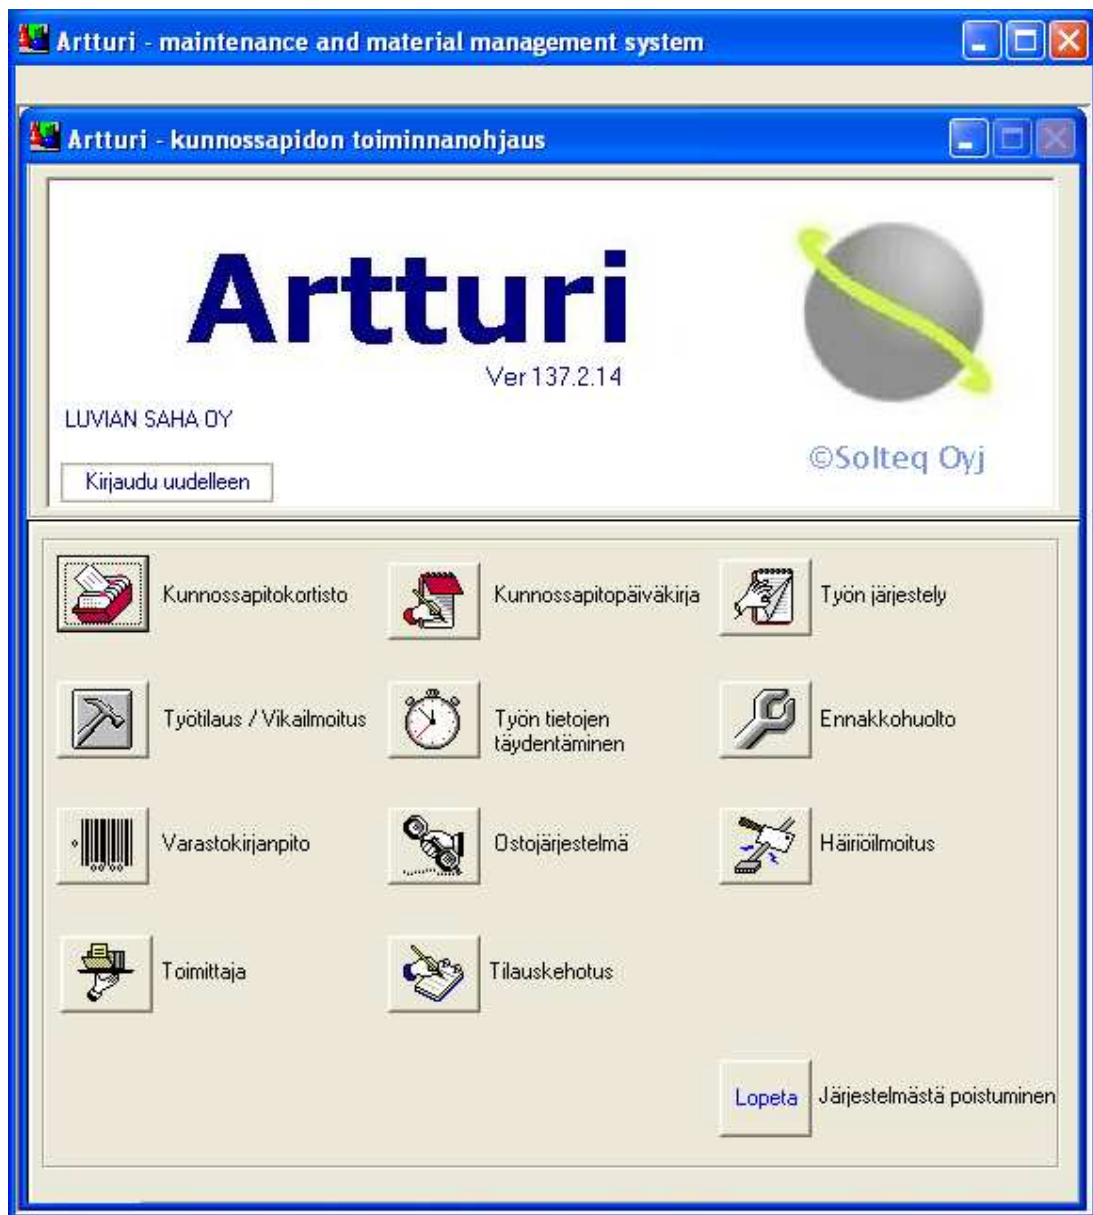 Artturi - maintenance and material management system
Artturi - kunnossapidon toiminnanohjaus
Artturi
Ver 137.2.14
LUVIAN SAHA OY
©Solteq Oyj
Kirjaudu uudelleen
Kunnossapitokortisto
Kunnossapitopäiväkirja
Työn järjestely
Työtilaus / Vikailmoitus
Työn tietojen
täydentäminen
Ennakkohuolto
Varastokirjanpito
Ostojärjestelmä
Häiriöilmoitus
Toimittaja
Tilauskehotus
Lopeta
Järjestelmästä poistuminen